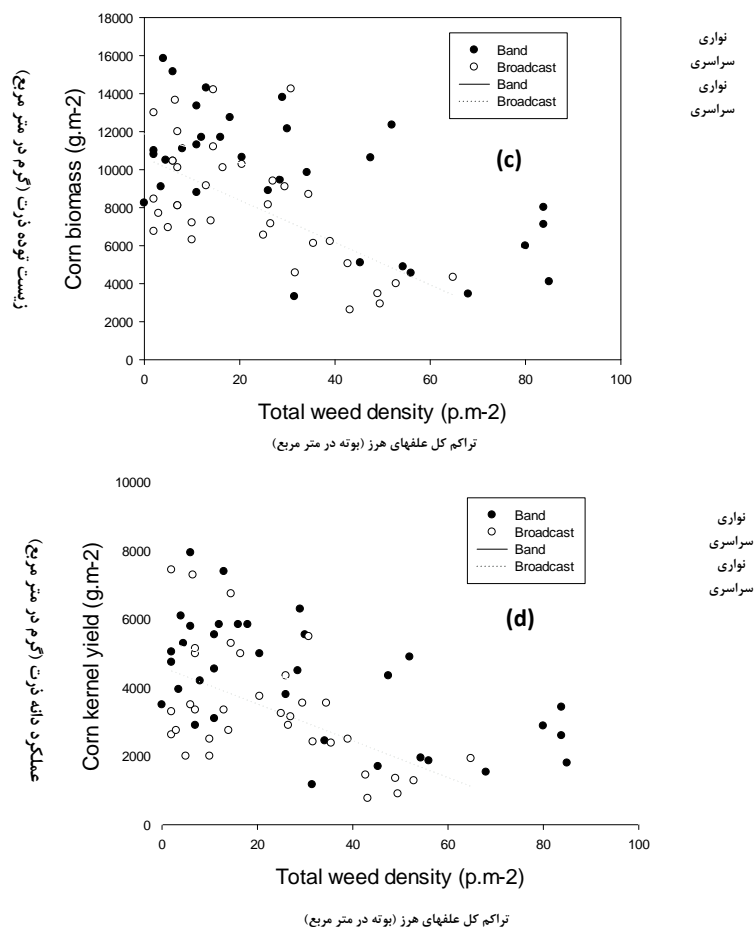 18000
16000
14000
12000
10000
8000
6000
4000
2000
0
Corn biomass (g.m-2)
زیست توده ذرت (گرم در متر مربع)
Band
Broadcast
Band
Broadcast
نواری
سراسری
نواری
سراسری
(c)
0 20 40 60 80 100
Total weed density (p.m-2)
تراکم کل علفهای هرز (بوته در متر مربع)
10000
8000
6000
4000
2000
0
Corn kernel yield (g.m-2)
عملکرد دانه ذرت (گرم در متر مربع)
Band
Broadcast
Band
Broadcast
نواری
سراسری
نواری
سراسری
(d)
0 20 40 60 80 100
Total weed density (p.m-2)
تراکم کل علفهای هرز (بوته در متر مربع)